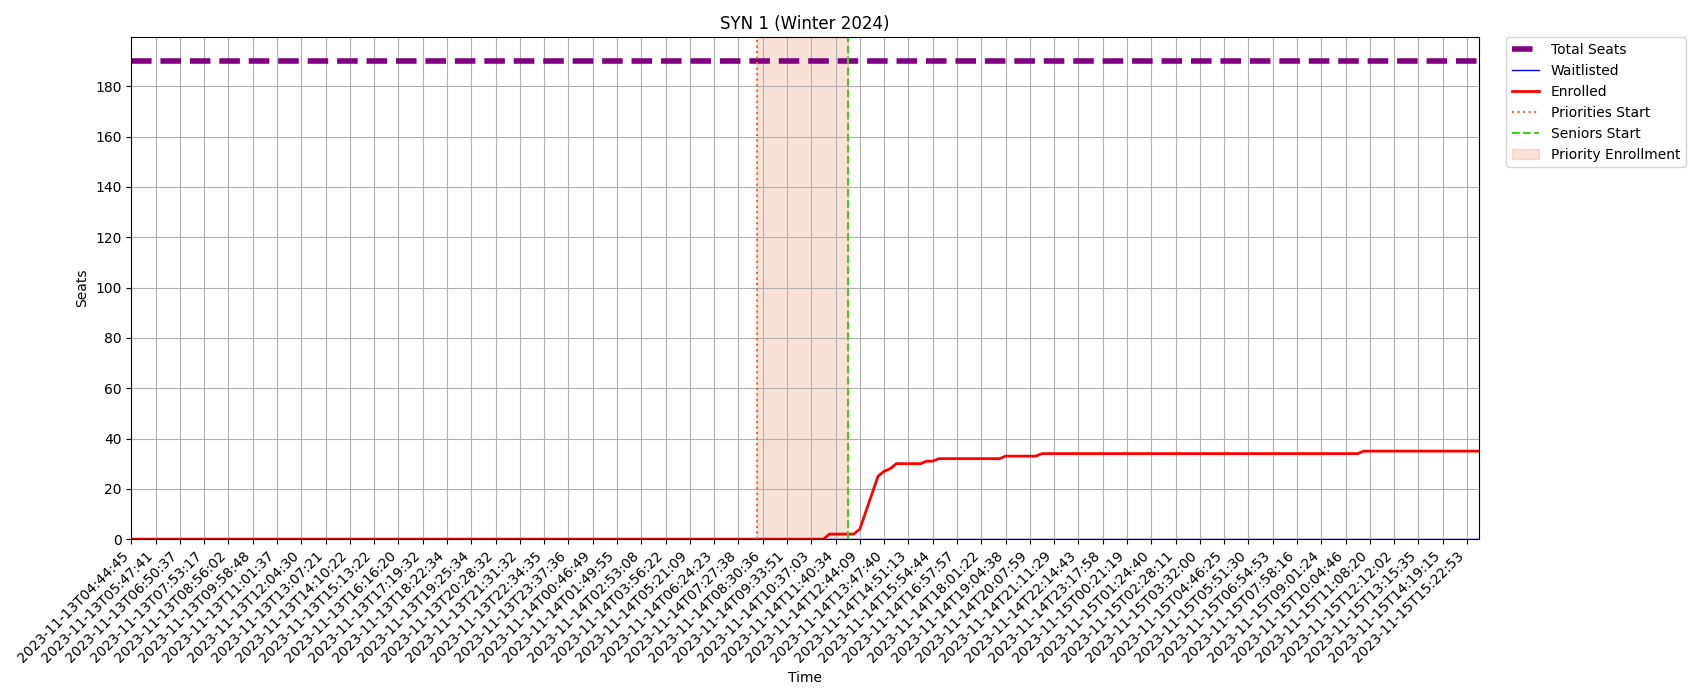 SYN 1 (Winter 2024)
Total Seats
Waitlisted
Enrolled
Priorities Start
Seniors Start
Priority Enrollment
Seats
180
160
140
120
100
80
60
40
20
0
2023-11-13T04:44:45
2023-11-13T05:47:41
2023-11-13T06:50:37
2023-11-13T07:53:17
2023-11-13T08:56:02
2023-11-13T09:58:48
2023-11-13T11:01:37
2023-11-13T12:04:30
2023-11-13T13:07:21
2023-11-13T14:10:22
2023-11-13T15:13:22
2023-11-13T16:16:20
2023-11-13T17:19:32
2023-11-13T18:22:34
2023-11-13T19:25:34
2023-11-13T20:28:32
2023-11-13T21:31:32
2023-11-13T22:34:35
2023-11-13T23:37:36
2023-11-14T00:46:49
2023-11-14T01:49:55
2023-11-14T02:53:08
2023-11-14T03:56:22
2023-11-14T05:21:09
2023-11-14T06:24:23
2023-11-14T07:27:38
2023-11-14T08:30:36
2023-11-14T09:33:51
2023-11-14T10:37:03
2023-11-14T11:40:34
2023-11-14T12:44:09
2023-11-14T13:47:40
2023-11-14T14:51:13
2023-11-14T15:54:44
2023-11-14T16:57:57
2023-11-14T18:01:22
2023-11-14T19:04:38
2023-11-14T20:07:59
2023-11-14T21:11:29
2023-11-14T22:14:43
2023-11-14T23:17:58
2023-11-15T00:21:19
2023-11-15T01:24:40
2023-11-15T02:28:11
2023-11-15T03:32:00
2023-11-15T04:46:25
2023-11-15T05:51:30
2023-11-15T06:54:53
2023-11-15T07:58:16
2023-11-15T09:01:24
2023-11-15T10:04:46
2023-11-15T11:08:20
2023-11-15T12:12:02
2023-11-15T13:15:35
2023-11-15T14:19:15
2023-11-15T15:22:53
Time